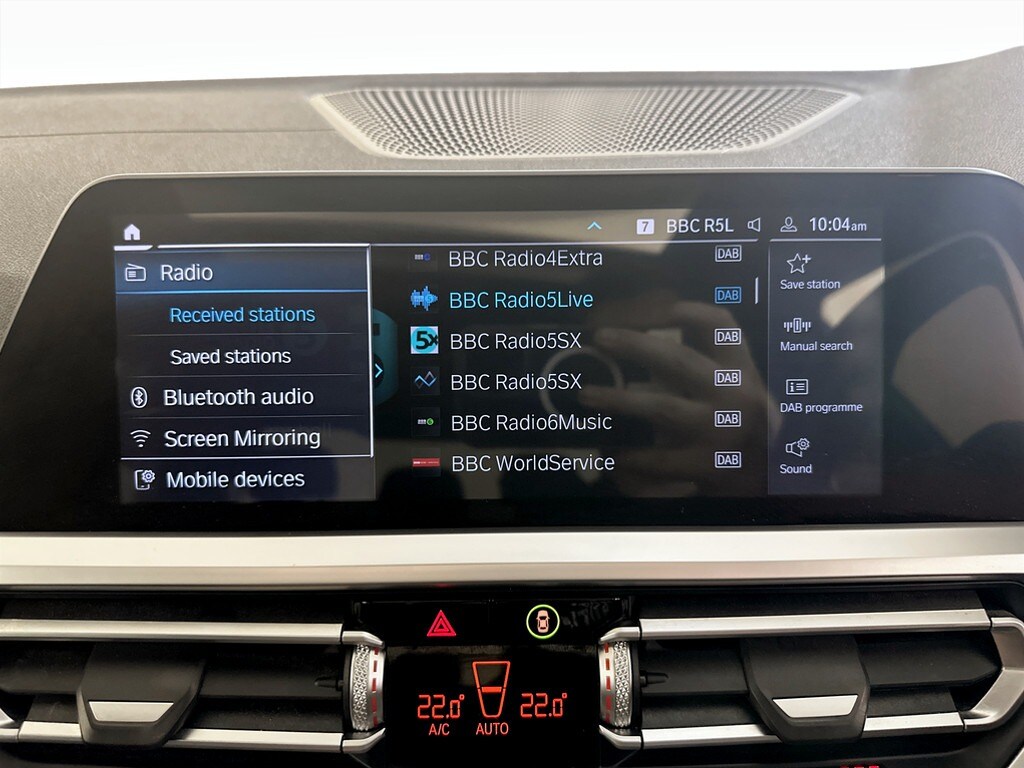 7 BBC R5L 10:04am
Radio
Received stations
Saved stations
Bluetooth audio
Screen Mirroring
Mobile devices
BBC Radio4Extra DAB
BBC Radio5Live DAB
5x BBC Radio5SX DAB
BBC Radio5SX DAB
BBC Radio6Music DAB
BBC WorldService DAB
Save station
Manual search
DAB programme
Sound
22.0° 22.0°
A/C AUTO